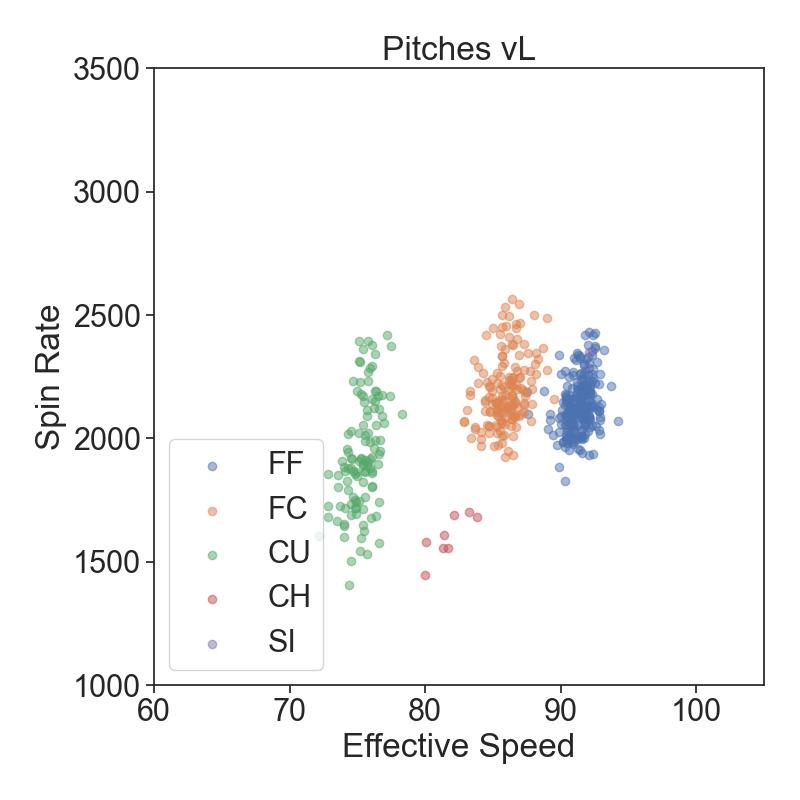 Pitches vL
3500
3000
2500
2000
1500
1000
Spin Rate
FF
FC
CU
CH
SI
60 70 80 90 100
Effective Speed